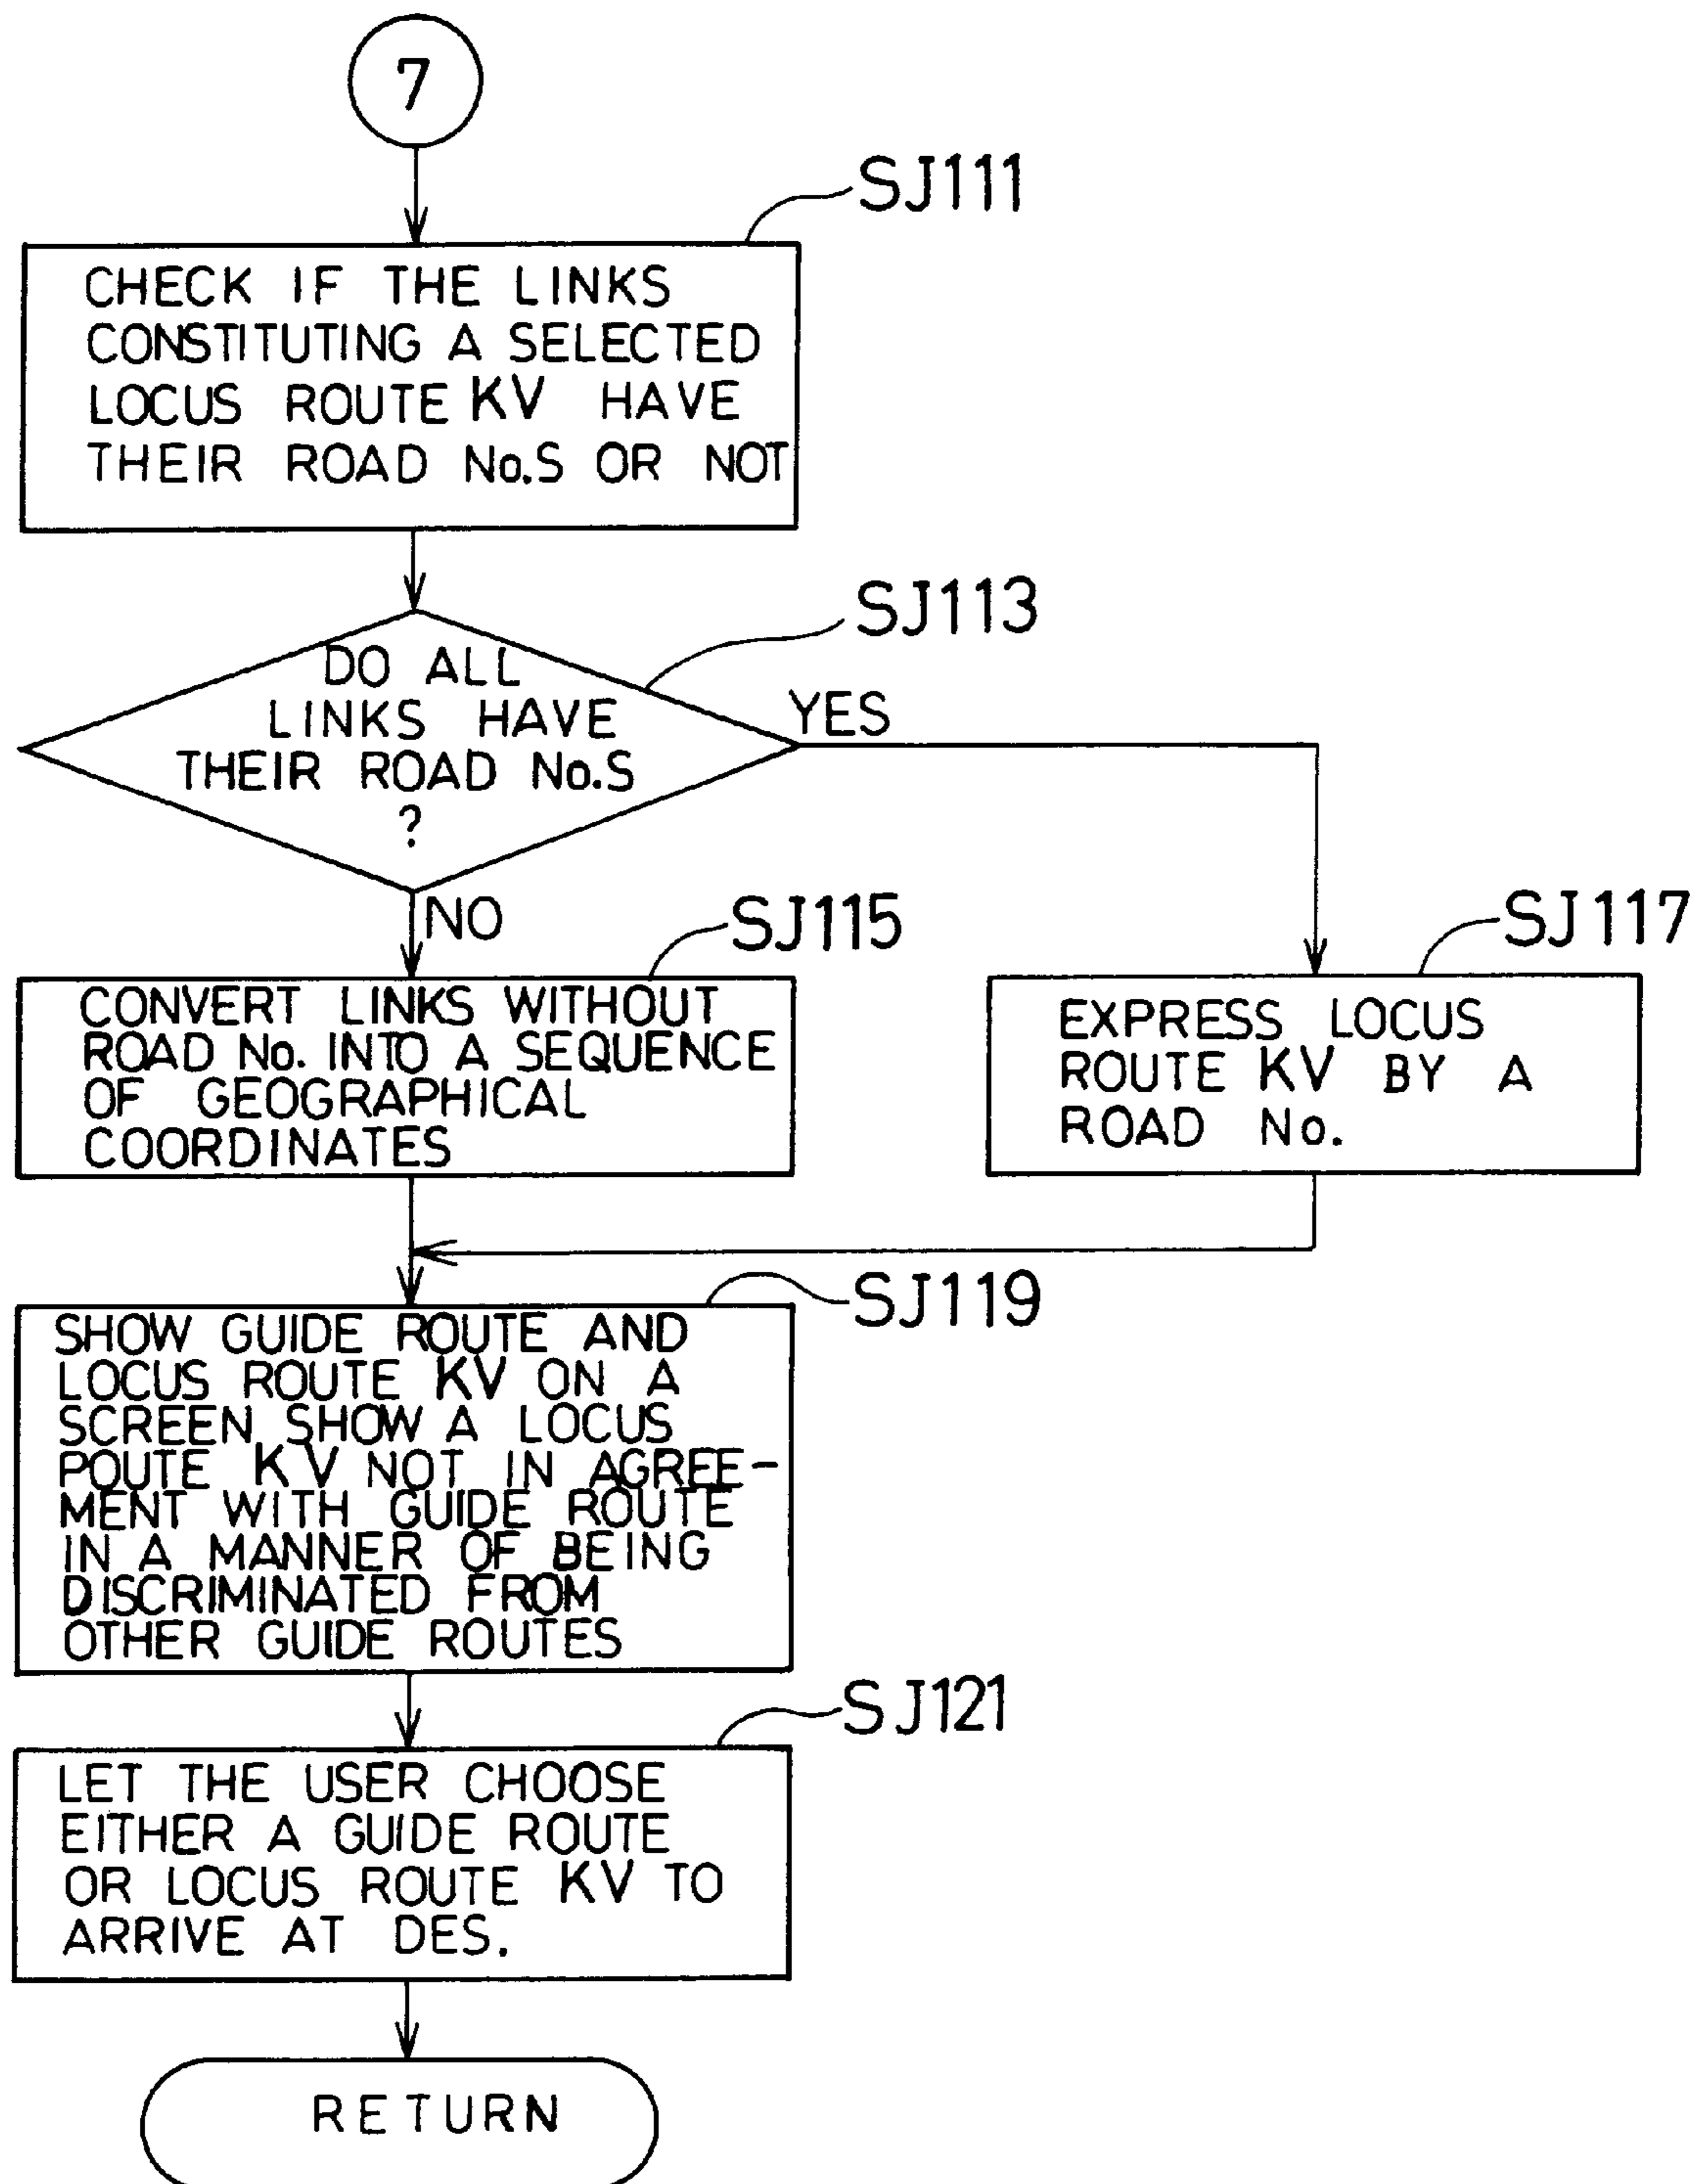 7
SJ111
CHECK IF THE LINKS
CONSTITUTING A SELECTED
LOCUS ROUTE KV HAVE
THEIR ROAD No.S OR NOT
SJ113
DO ALL
LINKS HAVE
THEIR ROAD No.S
?
YES
NO
SJ115
CONVERT LINKS WITHOUT
ROAD No. INTO A SEQUENCE
OF GEOGRAPHICAL
COORDINATES
SJ117
EXPRESS LOCUS
ROUTE KV BY A
ROAD No.
SJ119
SHOW GUIDE ROUTE AND
LOCUS ROUTE KV ON A
SCREEN SHOW A LOCUS
POUTE KV NOT IN AGREE-
MENT WITH GUIDE ROUTE
IN A MANNER OF BEING
DISCRIMINATED FROM
OTHER GUIDE ROUTES
SJ121
LET THE USER CHOOSE
EITHER A GUIDE ROUTE
OR LOCUS ROUTE KV TO
ARRIVE AT DES.
RETURN